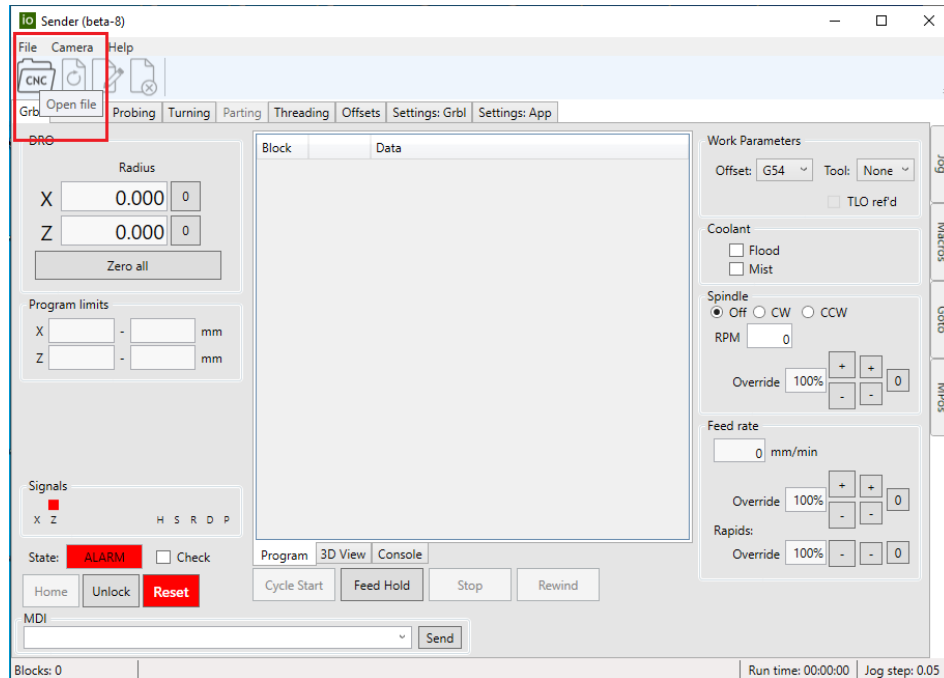 io Sender (beta-8)
File Camera Help
CNC
Open file
Probing Turning Parting Threading Offsets Settings: Grbl Settings: App
DRO
Radius
X 0.000 0
Z 0.000 0
Zero all
Program limits
X - mm
Z - mm
Signals
X Z H S R D P
State: ALARM Check
Home Unlock Reset
MDI
Send
Block Data
Program 3D View Console
Cycle Start Feed Hold Stop Rewind
Work Parameters
Offset: G54 Tool: None
TLO ref'd
Coolant
Flood
Mist
Spindle
Off CW CCW
RPM 0
+ +
Override 100% 0
- -
Feed rate
0 mm/min
+ +
Override 100% 0
- -
Rapids:
Override 100% - - 0
Jog
Macros
Goto
MPos
Blocks: 0 Run time: 00:00:00 Jog step: 0.05